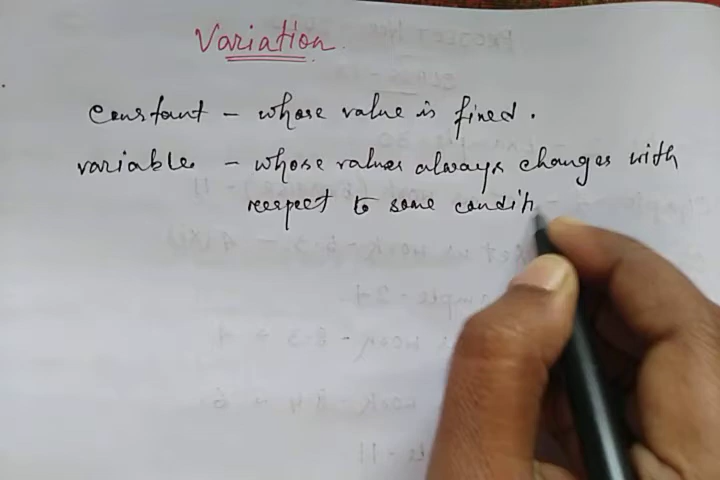 Variation.
constant - whose value is fixed.
variable - whose values always changes with
respect to some condit